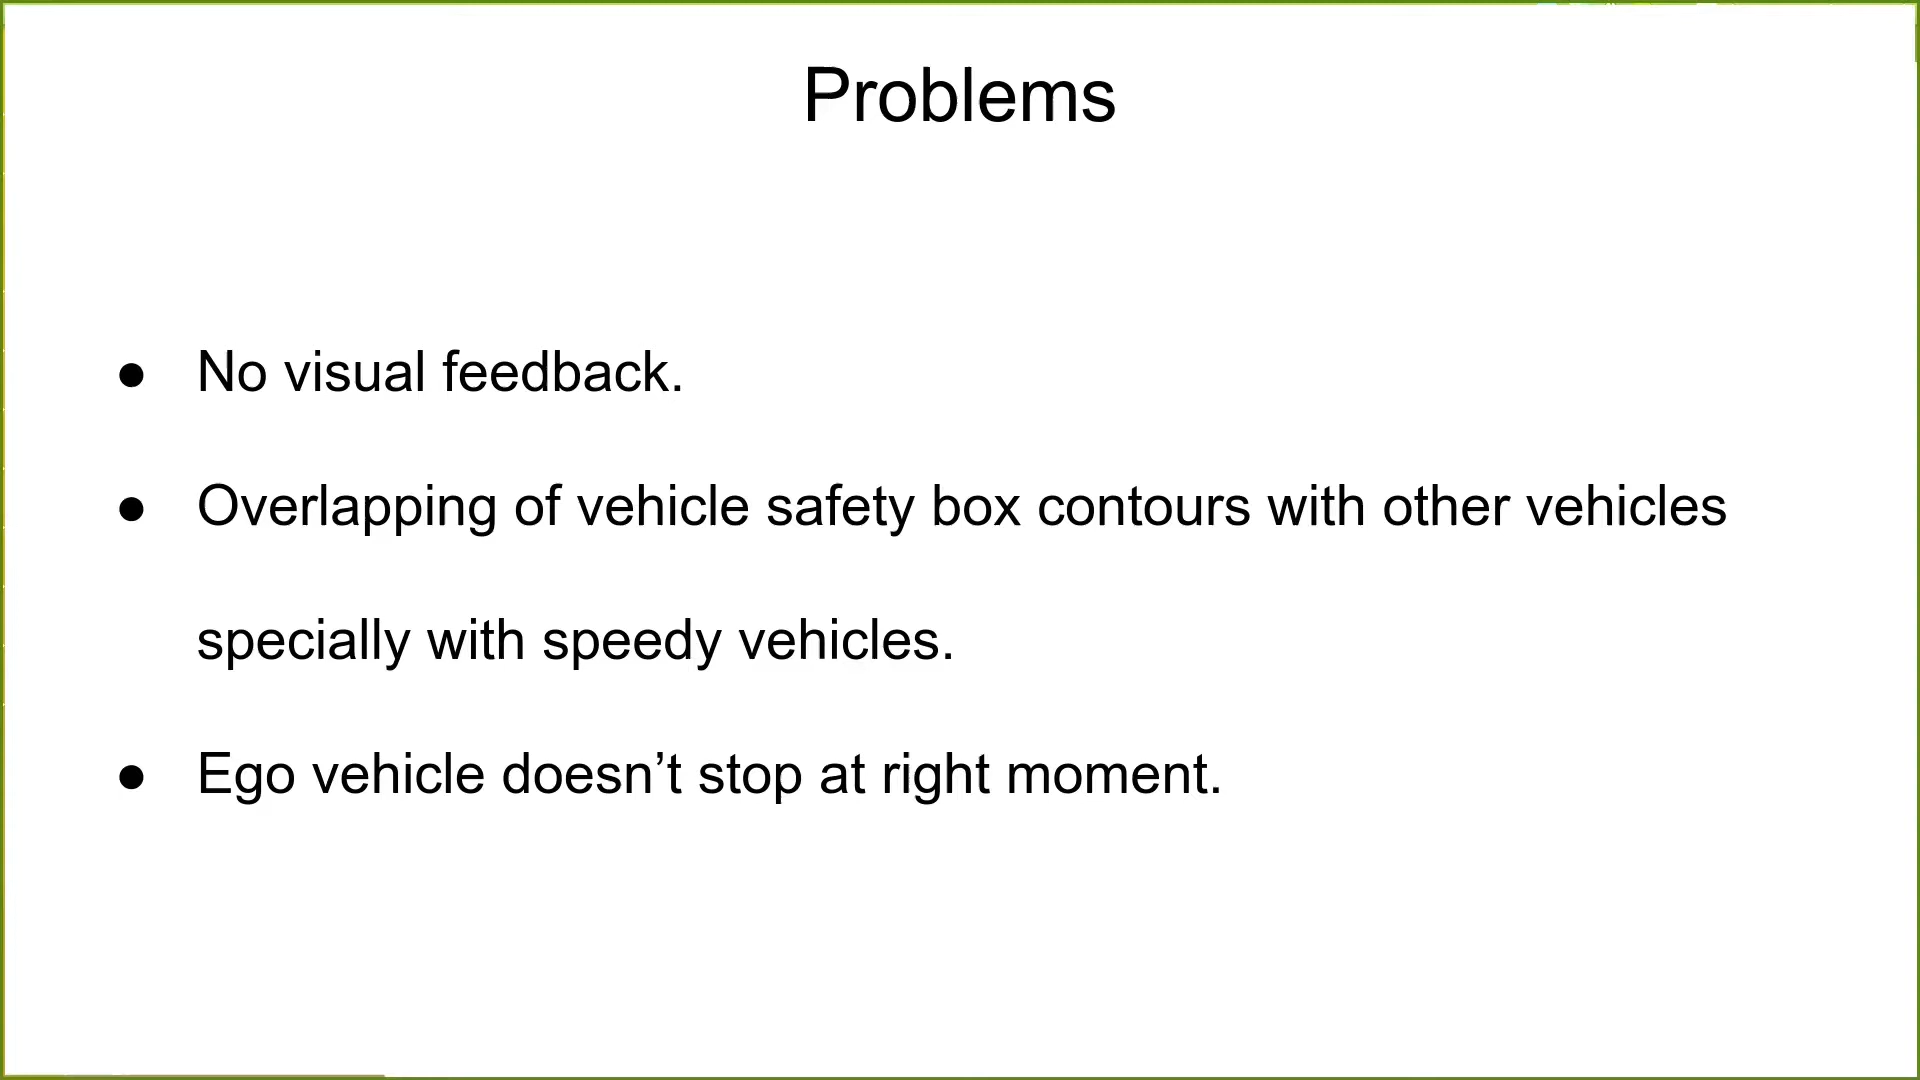 Problems
● No visual feedback.
● Overlapping of vehicle safety box contours with other vehicles
specially with speedy vehicles.
● Ego vehicle doesn’t stop at right moment.